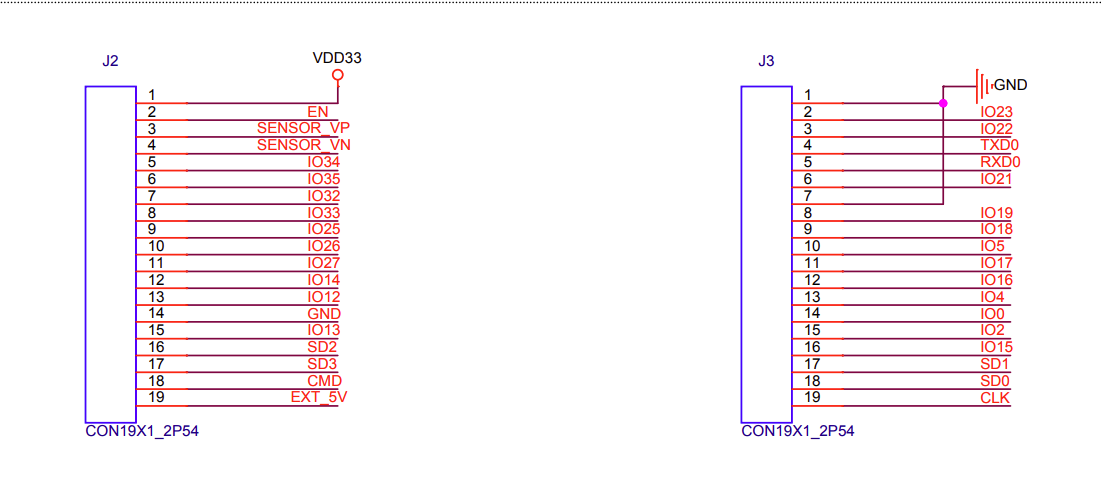 J2
VDD33
1
2 EN
3 SENSOR_VP
4 SENSOR_VN
5 IO34
6 IO35
7 IO32
8 IO33
9 IO25
10 IO26
11 IO27
12 IO14
13 IO12
14 GND
15 IO13
16 SD2
17 SD3
18 CMD
19 EXT_5V
CON19X1_2P54
J3
GND
1
2 IO23
3 IO22
4 TXD0
5 RXD0
6 IO21
7
8 IO19
9 IO18
10 IO5
11 IO17
12 IO16
13 IO4
14 IO0
15 IO2
16 IO15
17 SD1
18 SD0
19 CLK
CON19X1_2P54